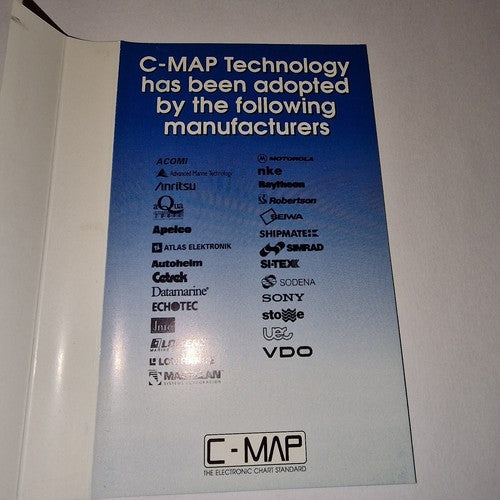 C-MAP Technology
has been adopted
by the following
manufacturers
ACOMI
Advanced Marine Technology
Anritsu
aQua
Apelco
ATLAS ELEKTRONIK
Autohelm
Cetrek
Datamarine
ECHOTEC
MOTOROLA
nke
Raytheon
Robertson
SEIWA
SHIPMATE
SIMRAD
SI-TEX
SODENA
SONY
stowe
VDO
C-MAP
THE ELECTRONIC CHART STANDARD